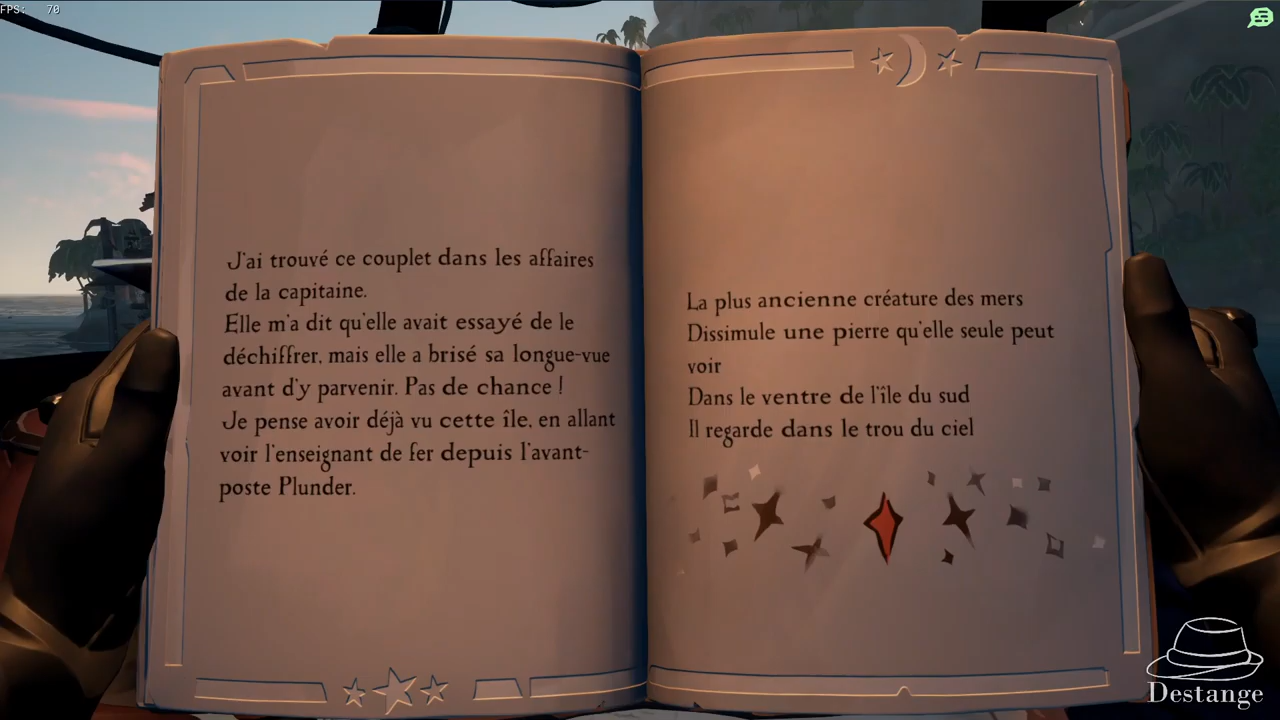 FPS: 70
J'ai trouvé ce couplet dans les affaires
de la capitaine.
Elle m'a dit qu'elle avait essayé de le
déchiffrer, mais elle a brisé sa longue-vue
avant d'y parvenir. Pas de chance !
Je pense avoir déjà vu cette île, en allant
voir l'enseignant de fer depuis l'avant-
poste Plunder.
La plus ancienne créature des mers
Dissimule une pierre qu'elle seule peut
voir
Dans le ventre de l'île du sud
Il regarde dans le trou du ciel
Destange